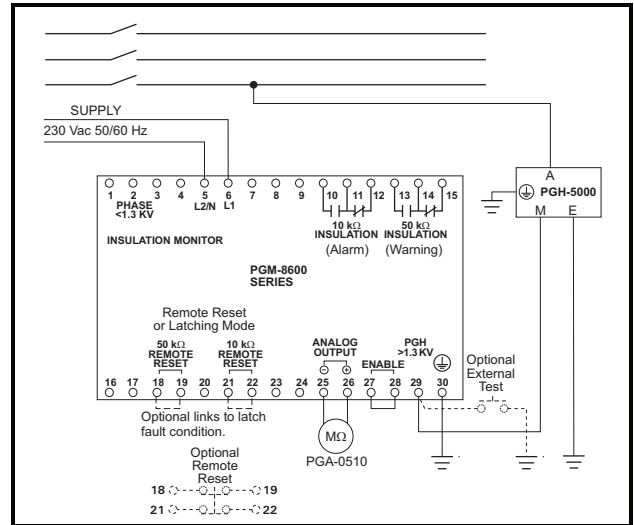 SUPPLY
230 Vac 50/60 Hz
A
PGH-5000
M E
1 2 3 4 5 6 7 8 9 10 11 12 13 14 15
PHASE
<1.3 KV
L2/N L1
10 kΩ
INSULATION
(Alarm)
50 kΩ
INSULATION
(Warning)
INSULATION MONITOR
PGM-8600
SERIES
Remote Reset
or Latching Mode
50 kΩ
REMOTE
RESET
10 kΩ
REMOTE
RESET
ANALOG
OUTPUT
ENABLE
PGH
>1.3 KV
Optional
External
Test
16 17 18 19 20 21 22 23 24 25 26 27 28 29 30
Optional links to latch
fault condition.
MΩ
PGA-0510
Optional
Remote
Reset
18 19
21 22